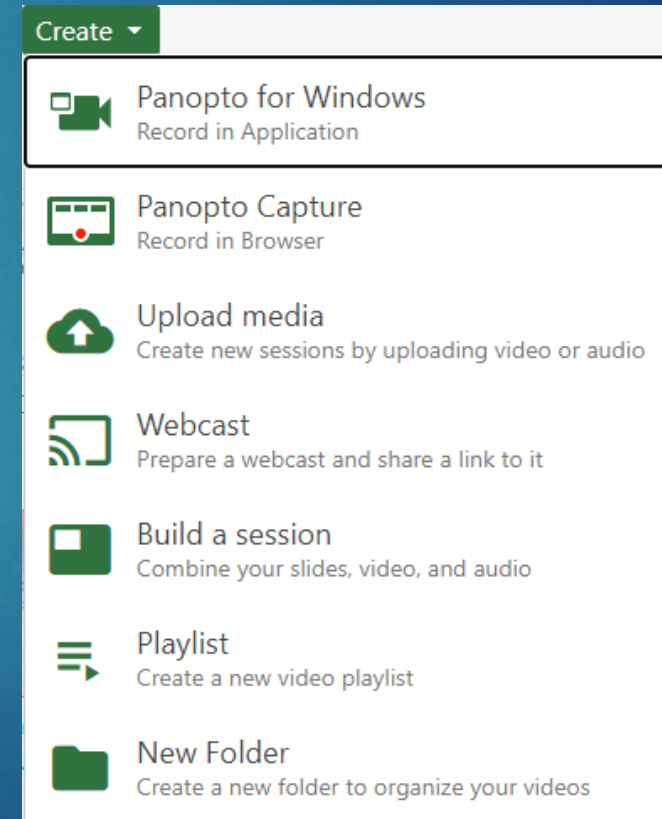 Create
Panopto for Windows
Record in Application
Panopto Capture
Record in Browser
Upload media
Create new sessions by uploading video or audio
Webcast
Prepare a webcast and share a link to it
Build a session
Combine your slides, video, and audio
Playlist
Create a new video playlist
New Folder
Create a new folder to organize your videos